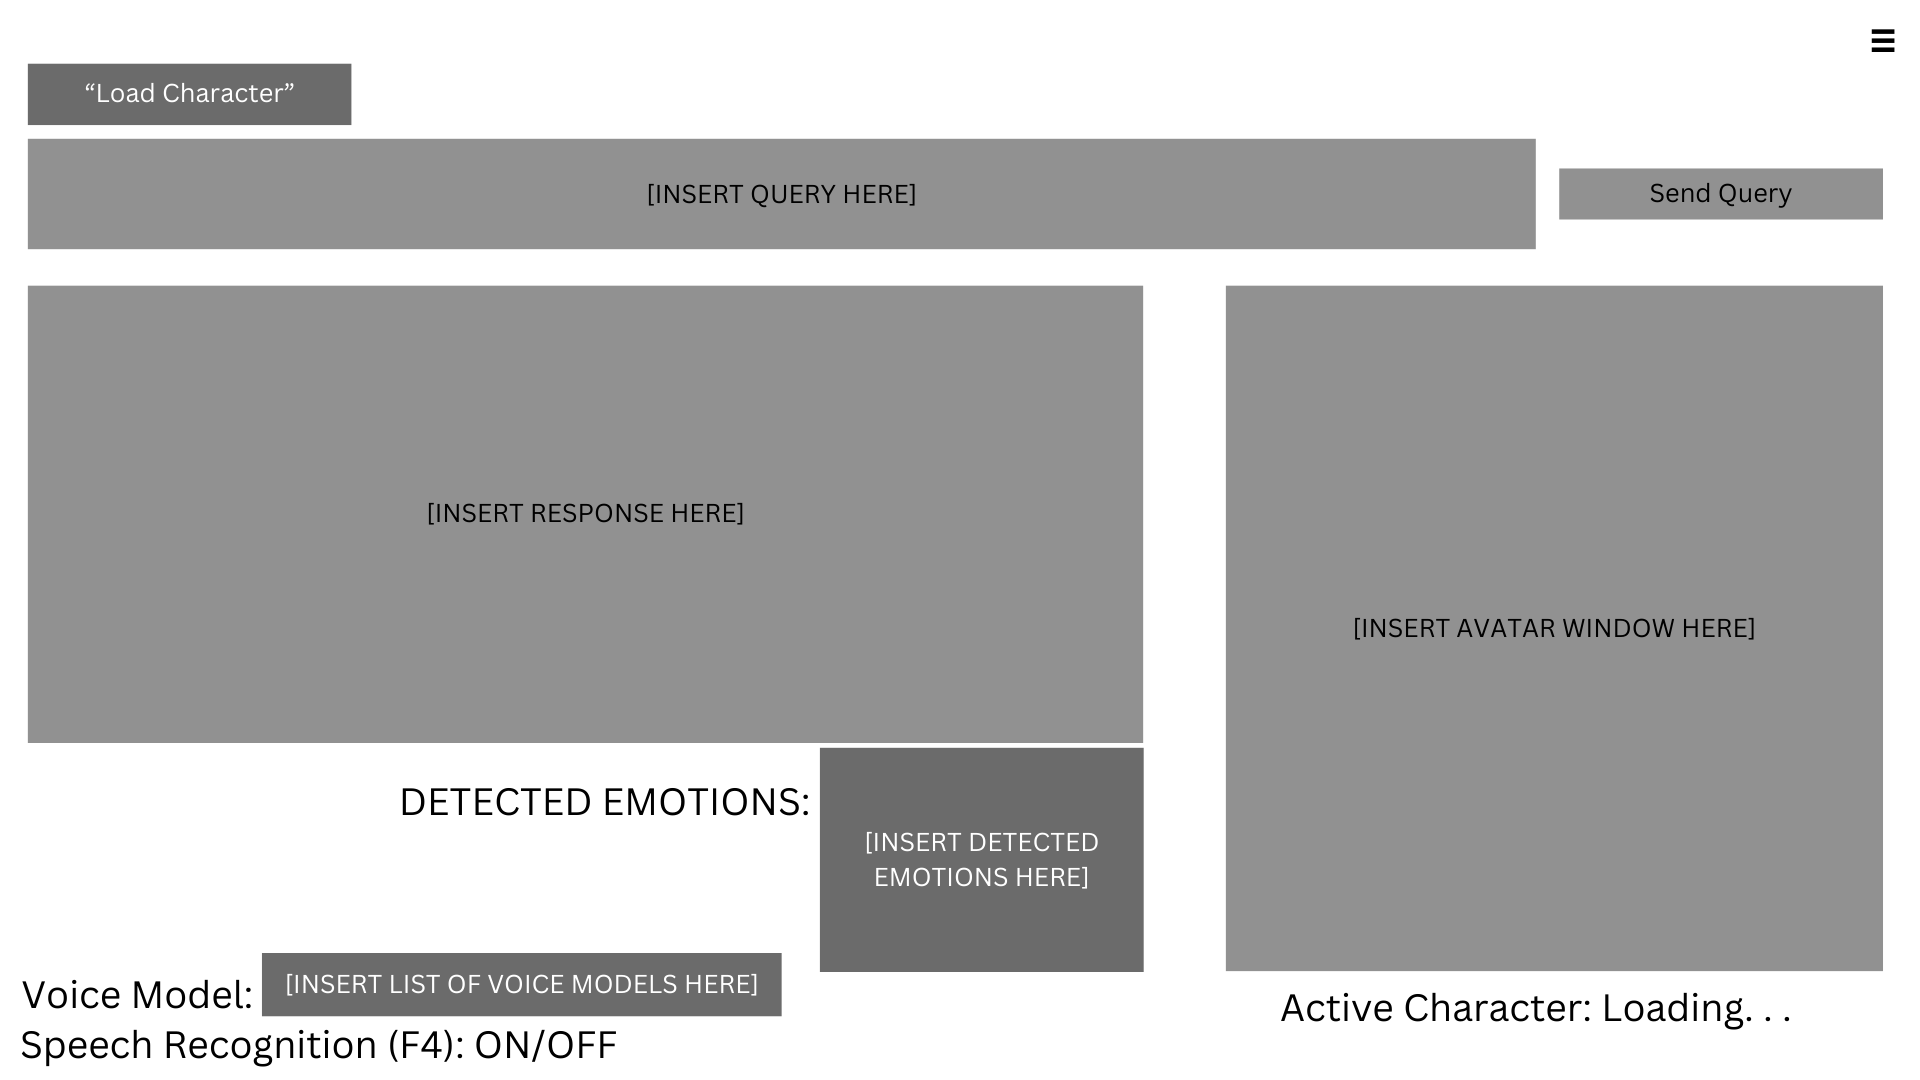 “Load Character”
[INSERT QUERY HERE]
Send Query
[INSERT RESPONSE HERE]
[INSERT AVATAR WINDOW HERE]
DETECTED EMOTIONS:
[INSERT DETECTED
EMOTIONS HERE]
Voice Model:
[INSERT LIST OF VOICE MODELS HERE]
Speech Recognition (F4): ON/OFF
Active Character: Loading. . .